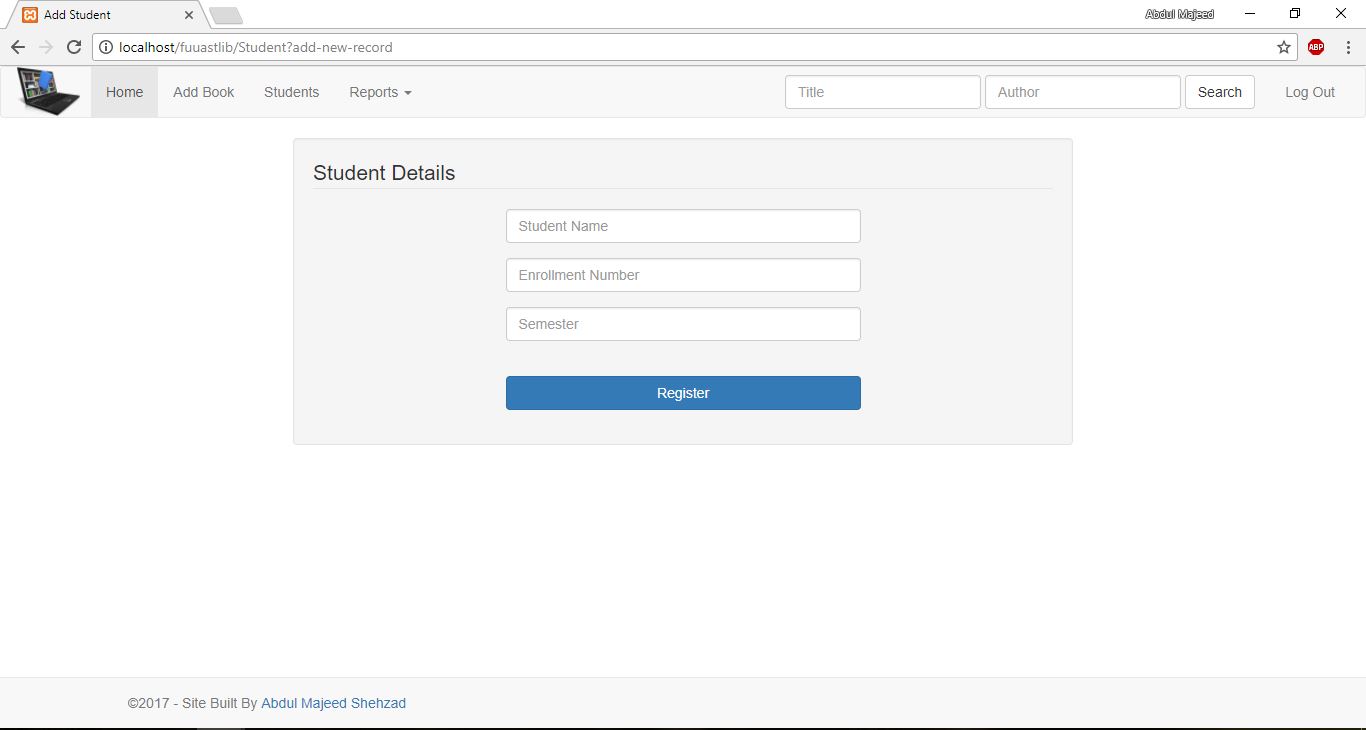 Add Student
Abdul Majeed
localhost/fuuastlib/Student?add-new-record
ABP
Home Add Book Students Reports Title Author Search Log Out
Student Details
Student Name
Enrollment Number
Semester
Register
©2017 - Site Built By Abdul Majeed Shehzad